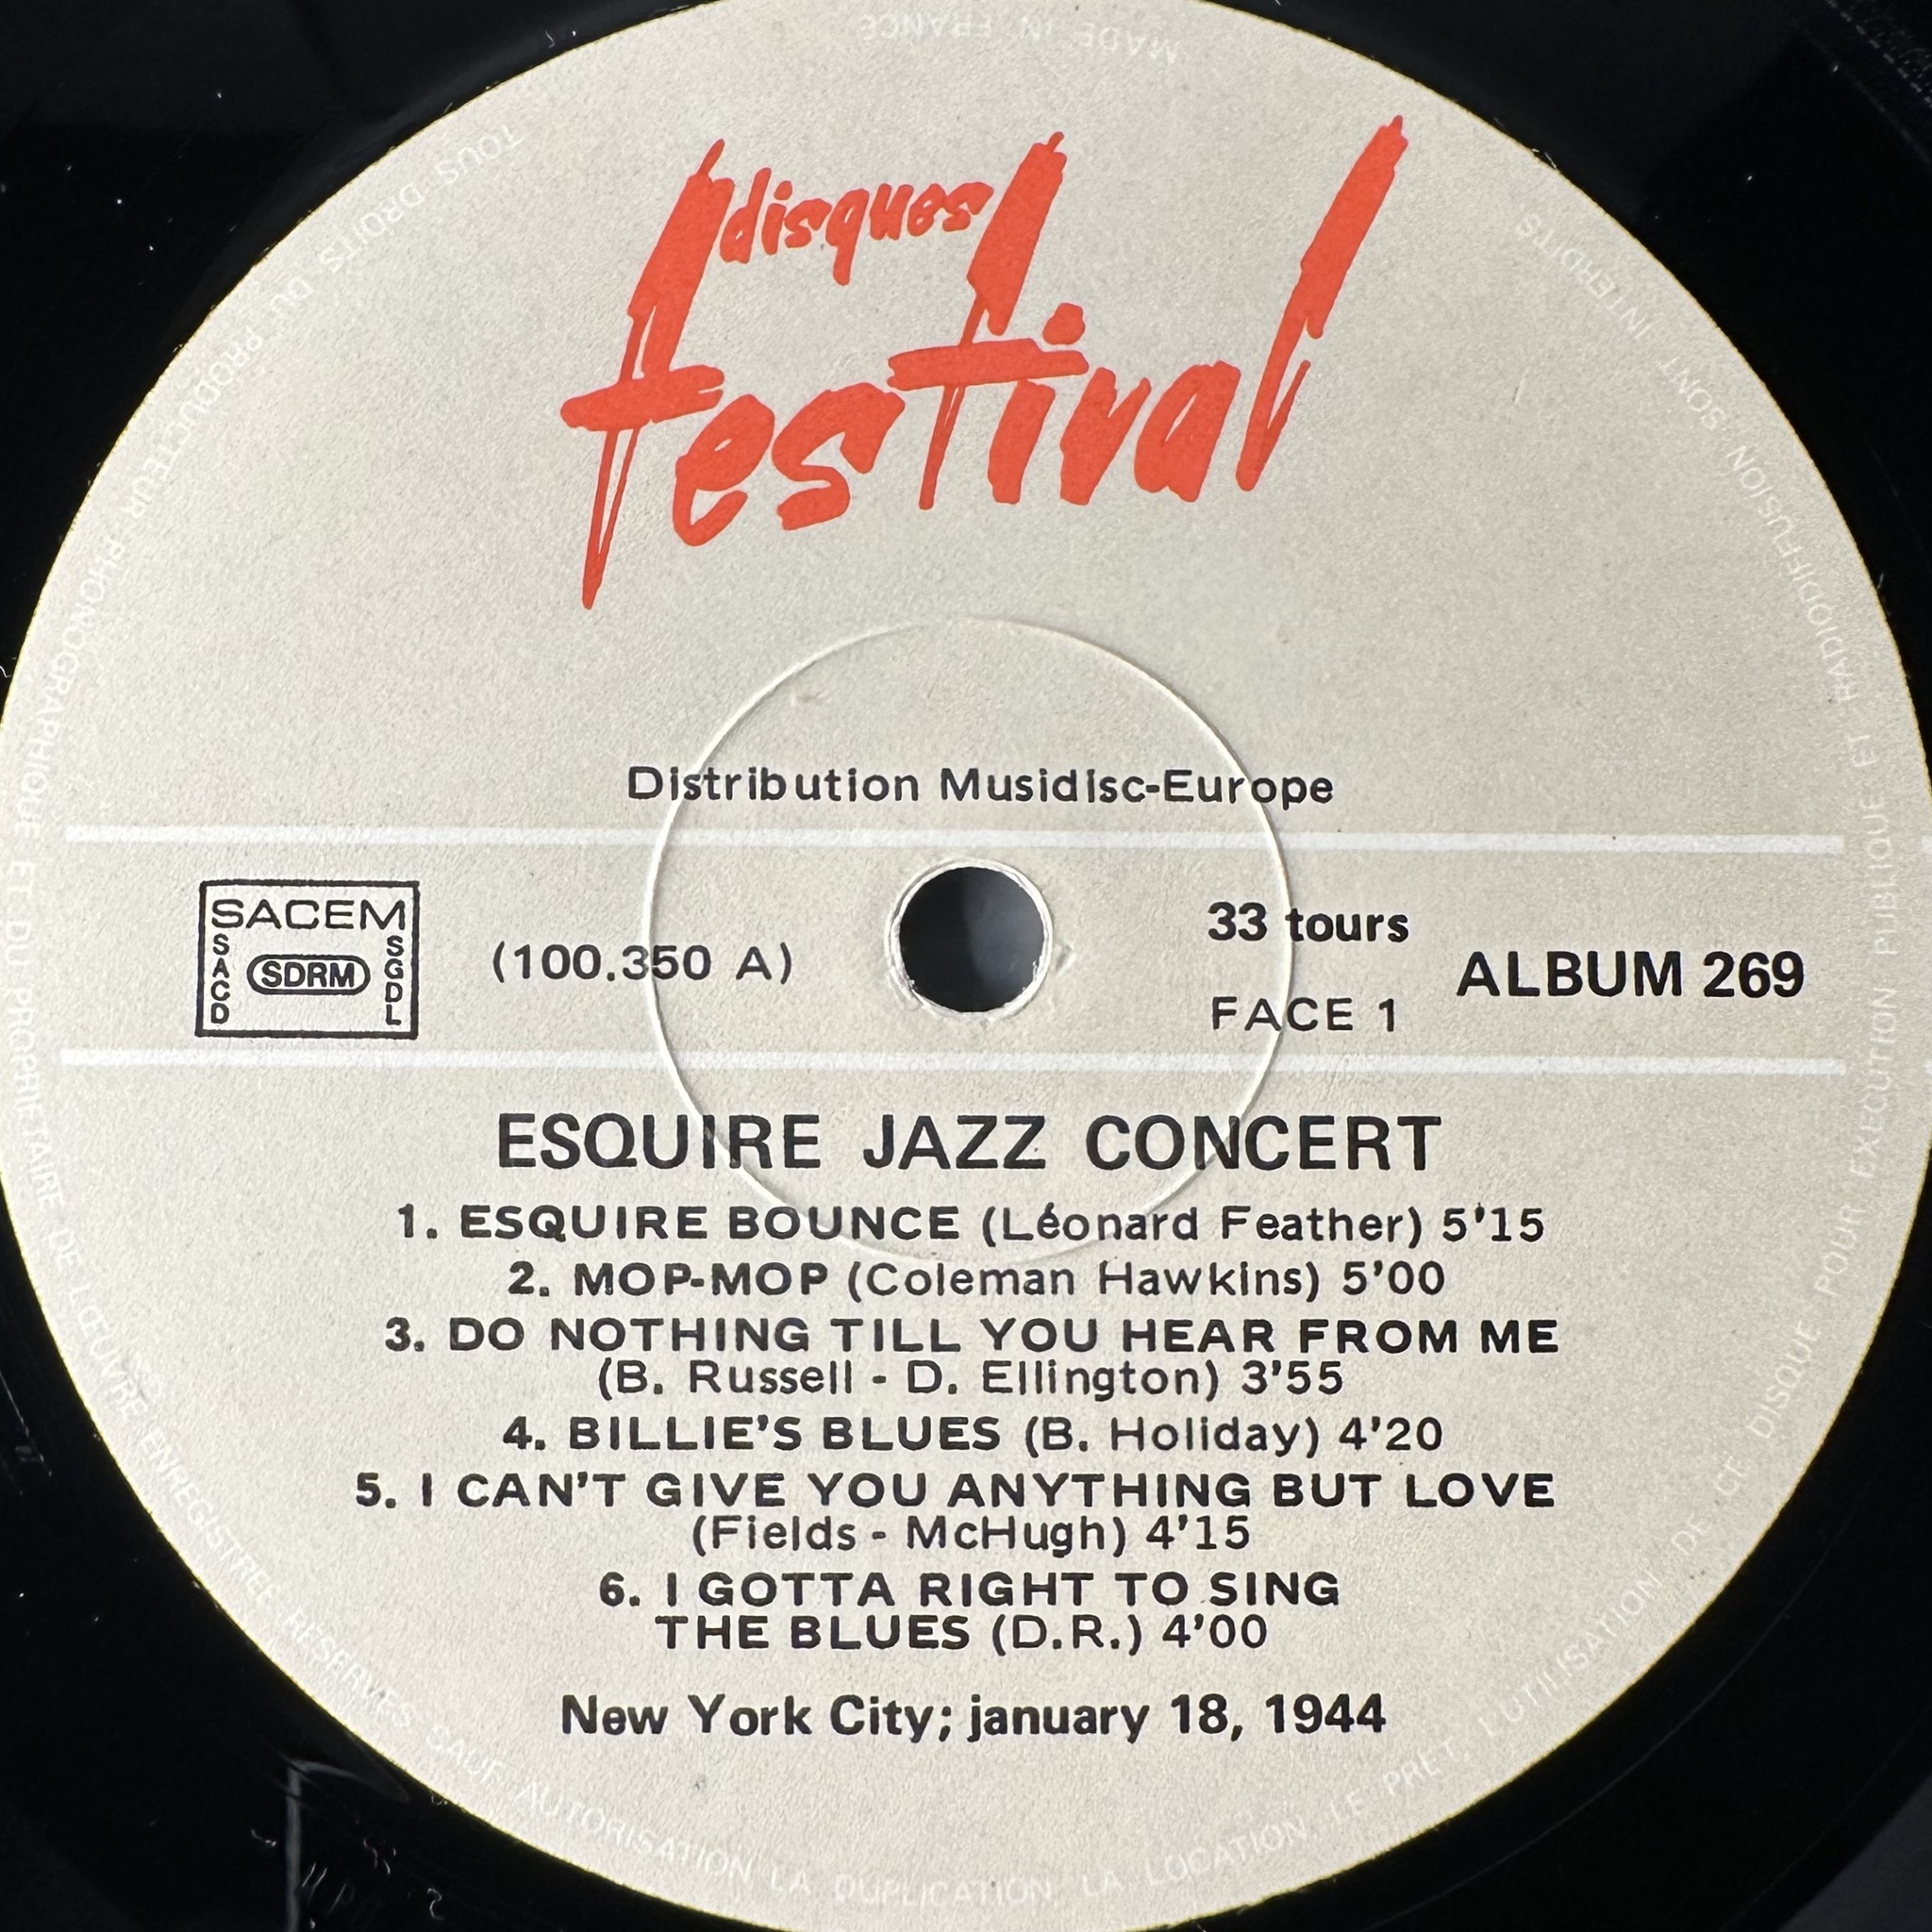 disques
festival
Distribution Musidisc-Europe
SACEM
SACD
SDRM
SGDL
(100.350 A)
33 tours
FACE 1
ALBUM 269
ESQUIRE JAZZ CONCERT
1. ESQUIRE BOUNCE (Léonard Feather) 5'15
2. MOP-MOP (Coleman Hawkins) 5'00
3. DO NOTHING TILL YOU HEAR FROM ME
(B. Russell - D. Ellington) 3'55
4. BILLIE'S BLUES (B. Holiday) 4'20
5. I CAN'T GIVE YOU ANYTHING BUT LOVE
(Fields - McHugh) 4'15
6. I GOTTA RIGHT TO SING
THE BLUES (D.R.) 4'00
New York City; january 18, 1944
TOUS DROITS DU PRODUCTEUR PHONOGRAPHIQUE ET DU PROPRIETAIRE DE L'ŒUVRE ENREGISTREE RESERVES SAUF AUTORISATION LA DUPLICATION, LA LOCATION, LE PRET, L'UTILISATION DE CE DISQUE POUR EXECUTION PUBLIQUE ET RADIODIFFUSION SONT INTERDITS
MADE IN FRANCE